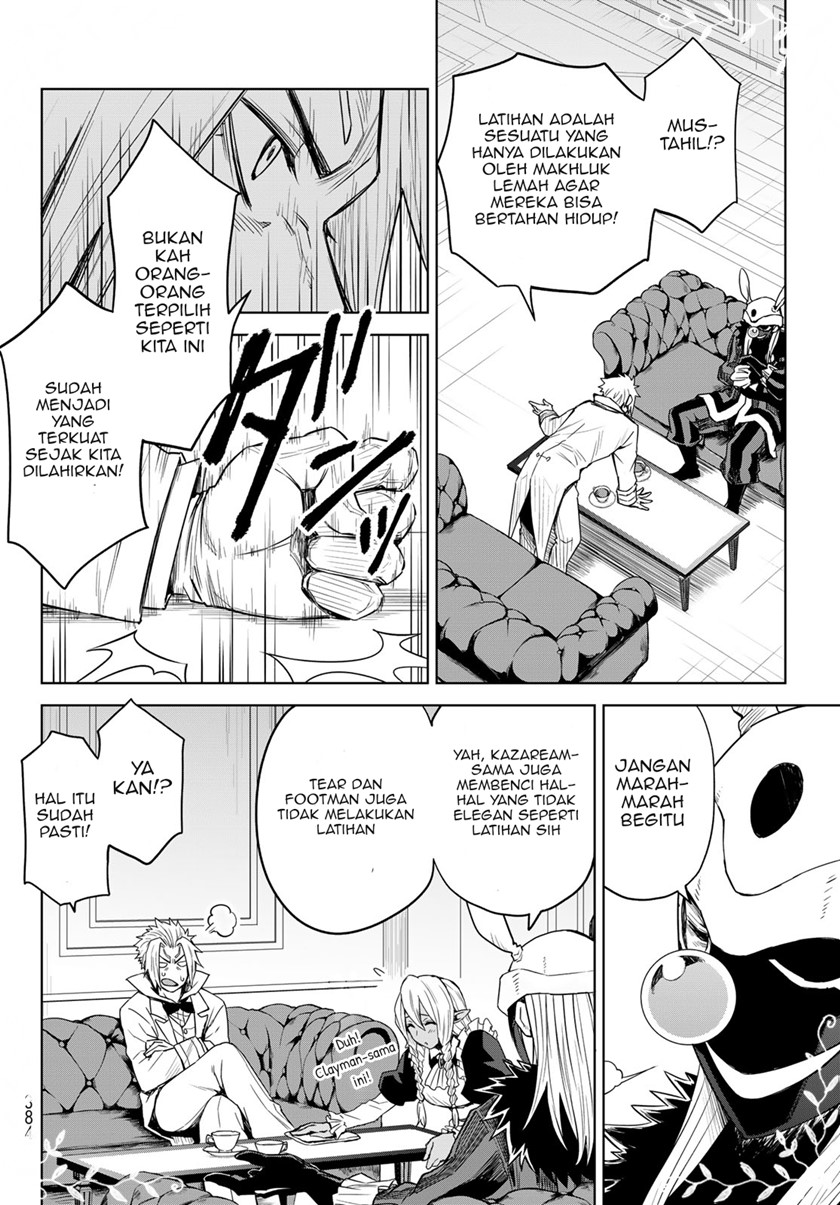 MUS-
TAHIL!?
LATIHAN ADALAH
SESUATU YANG
HANYA DILAKUKAN
OLEH MAKHLUK
LEMAH AGAR
MEREKA BISA
BERTAHAN HIDUP!
BUKAN
KAH
ORANG-
ORANG
TERPILIH
SEPERTI
KITA INI
SUDAH
MENJADI
YANG
TERKUAT
SEJAK KITA
DILAHIRKAN!
ダンッ
JANGAN
MARAH-
MARAH
BEGITU
YAH, KAZAREAM-
SAMA JUGA
MEMBENCI HAL-
HAL YANG TIDAK
ELEGAN SEPERTI
LATIHAN SIH
TEAR DAN
FOOTMAN JUGA
TIDAK MELAKUKAN
LATIHAN
YA
KAN!?
HAL ITU
SUDAH
PASTI!
Duh!
Clayman-sama
ini!